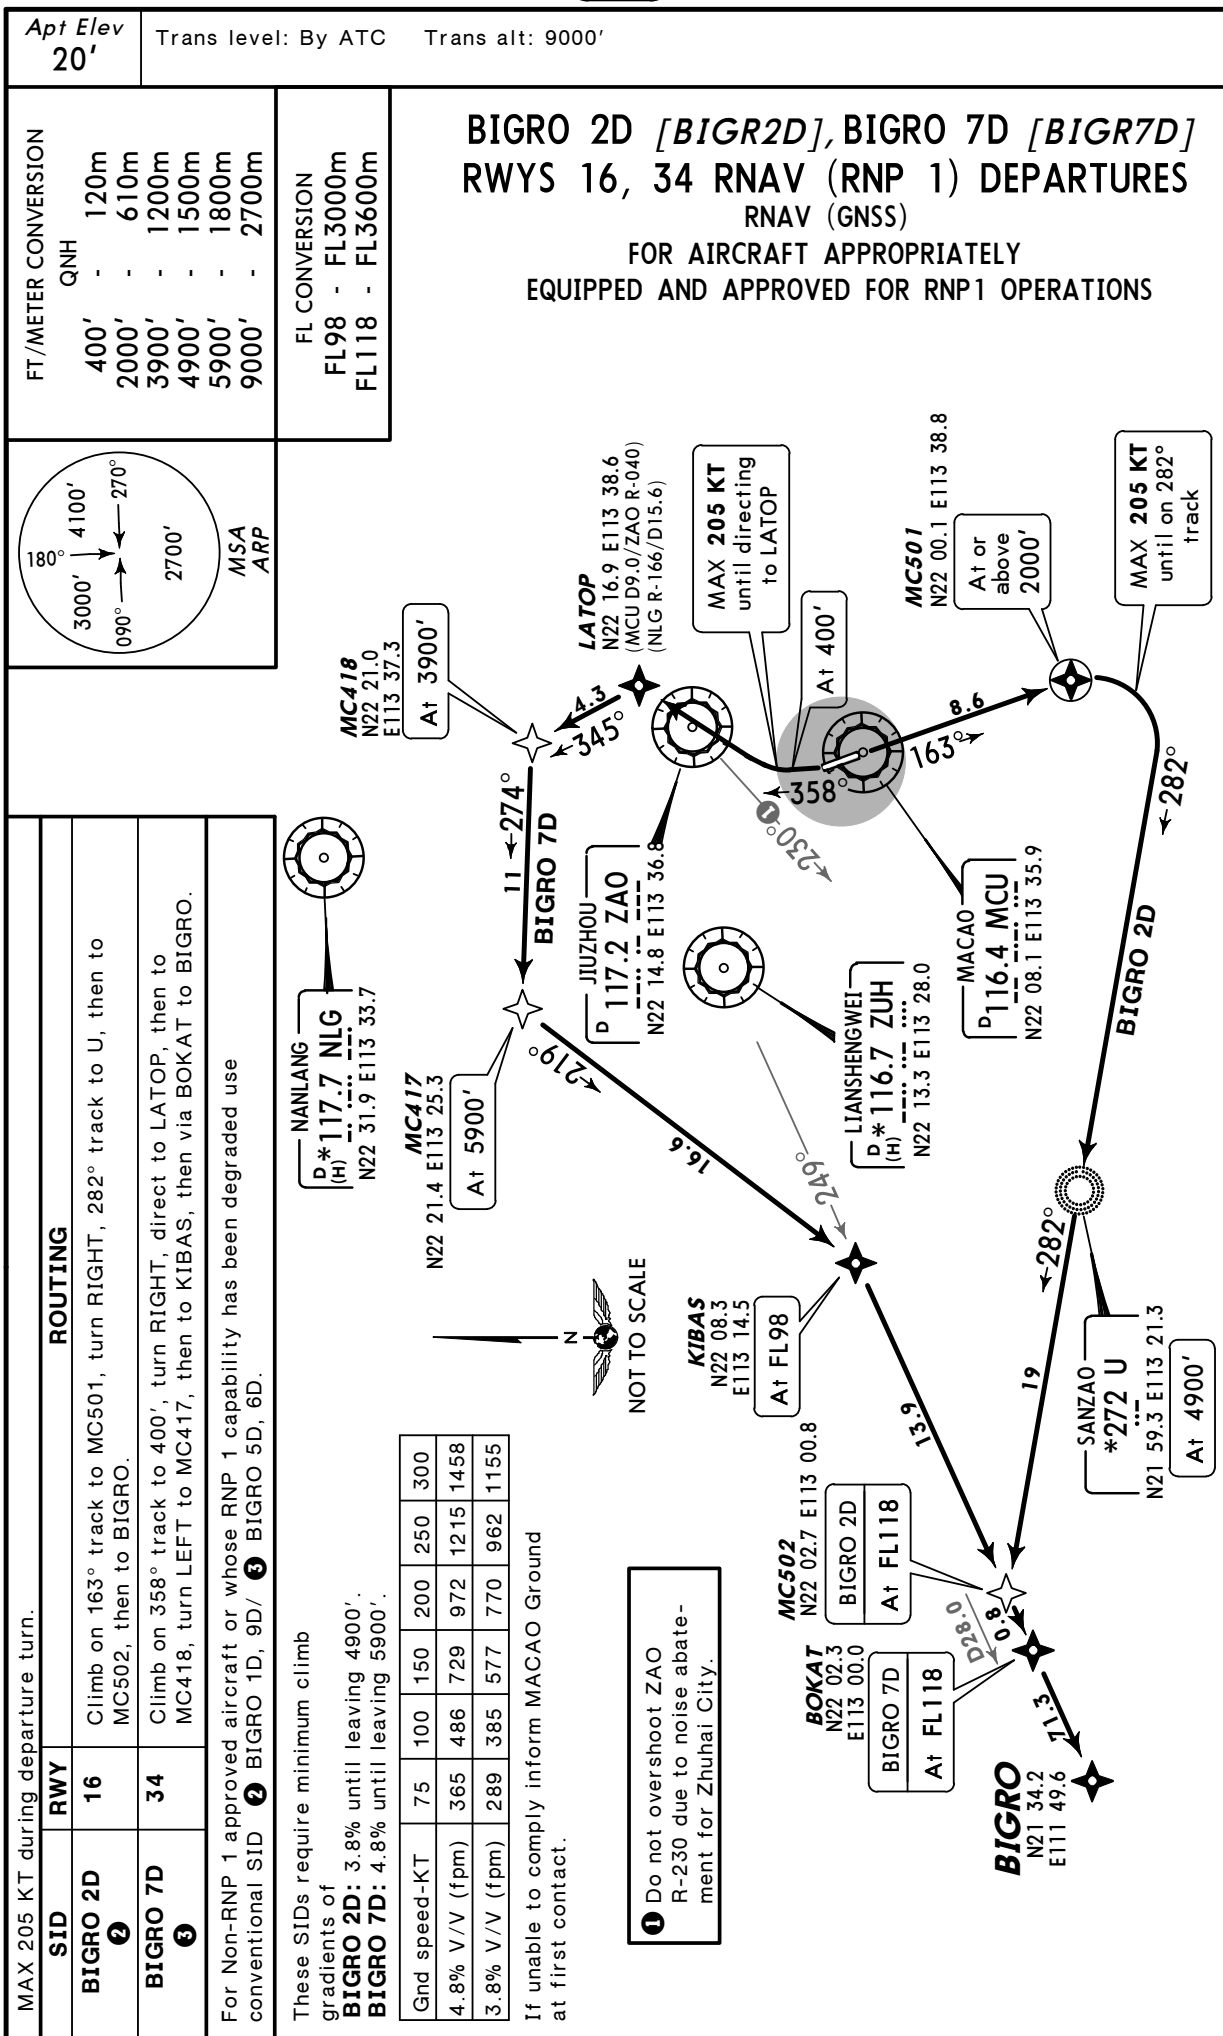 Apt Elev
20'
Trans level: By ATC Trans alt: 9000'
FT/METER CONVERSION
QNH
400' - 120m
2000' - 610m
3900' - 1200m
4900' - 1500m
5900' - 1800m
9000' - 2700m
FL CONVERSION
FL98 - FL3000m
FL118 - FL3600m
BIGRO 2D [BIGR2D], BIGRO 7D [BIGR7D]
RWYS 16, 34 RNAV (RNP 1) DEPARTURES
RNAV (GNSS)
FOR AIRCRAFT APPROPRIATELY
EQUIPPED AND APPROVED FOR RNP1 OPERATIONS
180°
4100'
270°
3000'
090°
2700'
MSA
ARP
MC418
N22 21.0
E113 37.3
At 3900'
LATOP
N22 16.9 E113 38.6
(MCU D9.0/ZAO R-040)
(NLG R-166/D15.6)
MAX 205 KT
until directing
to LATOP
At 400'
MC501
N22 00.1 E113 38.8
At or
above
2000'
MAX 205 KT
until on 282°
track
4.3
345°
358°
8.6
163°
282°
BIGRO 2D
11
274°
BIGRO 7D
JIUZHOU
D 117.2 ZAO
N22 14.8 E113 36.8
1
230°
MACAO
D 116.4 MCU
N22 08.1 E113 35.9
NANLANG
D *117.7 NLG
(H)
N22 31.9 E113 33.7
MC417
N22 21.4 E113 25.3
At 5900'
219°
16.6
LIANSHENGWEI
D *116.7 ZUH
(H)
N22 13.3 E113 28.0
249°
N
NOT TO SCALE
KIBAS
N22 08.3
E113 14.5
At FL98
13.9
282°
19
SANZAO
*272 U
N21 59.3 E113 21.3
At 4900'
MC502
N22 02.7 E113 00.8
BIGRO 2D
At FL118
D28.0
0.8
BOKAT
N22 02.3
E113 00.0
BIGRO 7D
At FL118
71.3
BIGRO
N21 34.2
E111 49.6
1 Do not overshoot ZAO
R-230 due to noise abate-
ment for Zhuhai City.
MAX 205 KT during departure turn.
SID RWY ROUTING
BIGRO 2D 2 16 Climb on 163° track to MC501, turn RIGHT, 282° track to U, then to
MC502, then to BIGRO.
BIGRO 7D 3 34 Climb on 358° track to 400', turn RIGHT, direct to LATOP, then to
MC418, turn LEFT to MC417, then to KIBAS, then via BOKAT to BIGRO.
For Non-RNP 1 approved aircraft or whose RNP 1 capability has been degraded use
conventional SID 2 BIGRO 1D, 9D/ 3 BIGRO 5D, 6D.
These SIDs require minimum climb
gradients of
BIGRO 2D: 3.8% until leaving 4900'.
BIGRO 7D: 4.8% until leaving 5900'.
Gnd speed-KT 75 100 150 200 250 300
4.8% V/V (fpm) 365 486 729 972 1215 1458
3.8% V/V (fpm) 289 385 577 770 962 1155
If unable to comply inform MACAO Ground
at first contact.